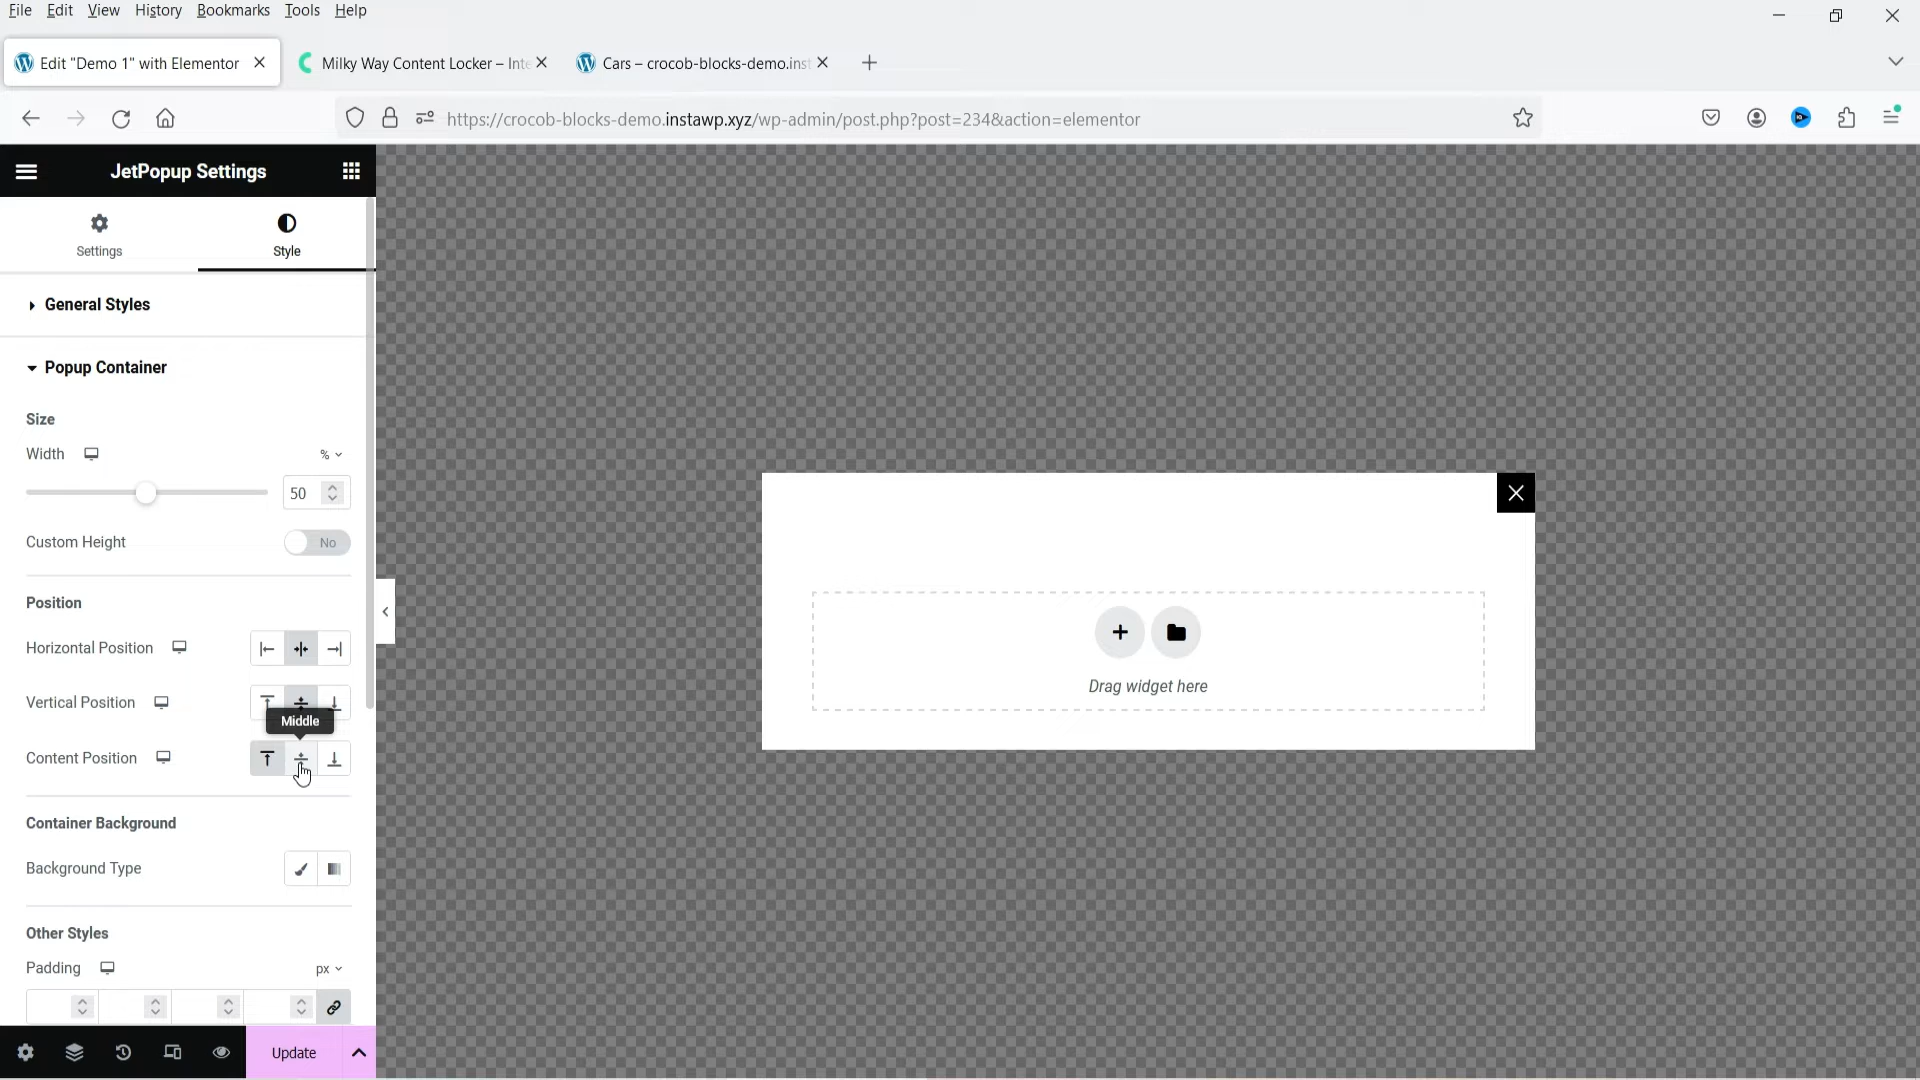 File Edit View History Bookmarks Tools Help
Edit "Demo 1" with Elementor
Milky Way Content Locker – Inte
Cars – crocob-blocks-demo.inst
https://crocob-blocks-demo.instawp.xyz/wp-admin/post.php?post=234&action=elementor
JetPopup Settings
Settings
Style
General Styles
Popup Container
Size
Width
%
50
Custom Height
No
Position
Horizontal Position
Vertical Position
Middle
Content Position
Container Background
Background Type
Other Styles
Padding
px
Update
Drag widget here